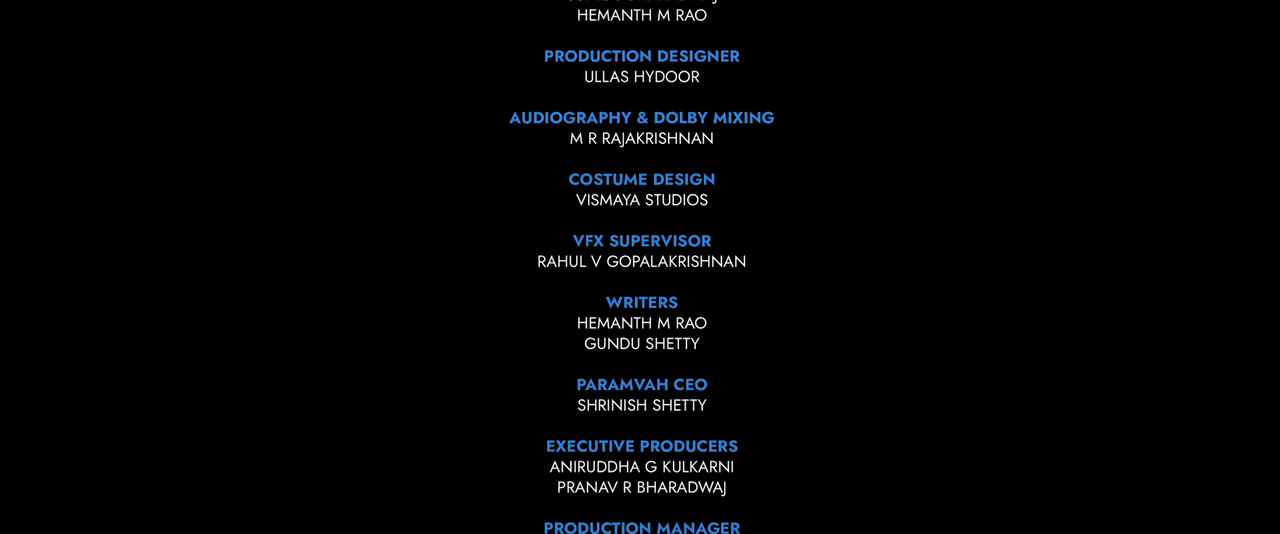 HEMANTH M RAO
PRODUCTION DESIGNER
ULLAS HYDOOR
AUDIOGRAPHY & DOLBY MIXING
M R RAJAKRISHNAN
COSTUME DESIGN
VISMAYA STUDIOS
VFX SUPERVISOR
RAHUL V GOPALAKRISHNAN
WRITERS
HEMANTH M RAO
GUNDU SHETTY
PARAMVAH CEO
SHRINISH SHETTY
EXECUTIVE PRODUCERS
ANIRUDDHA G KULKARNI
PRANAV R BHARADWAJ
PRODUCTION MANAGER